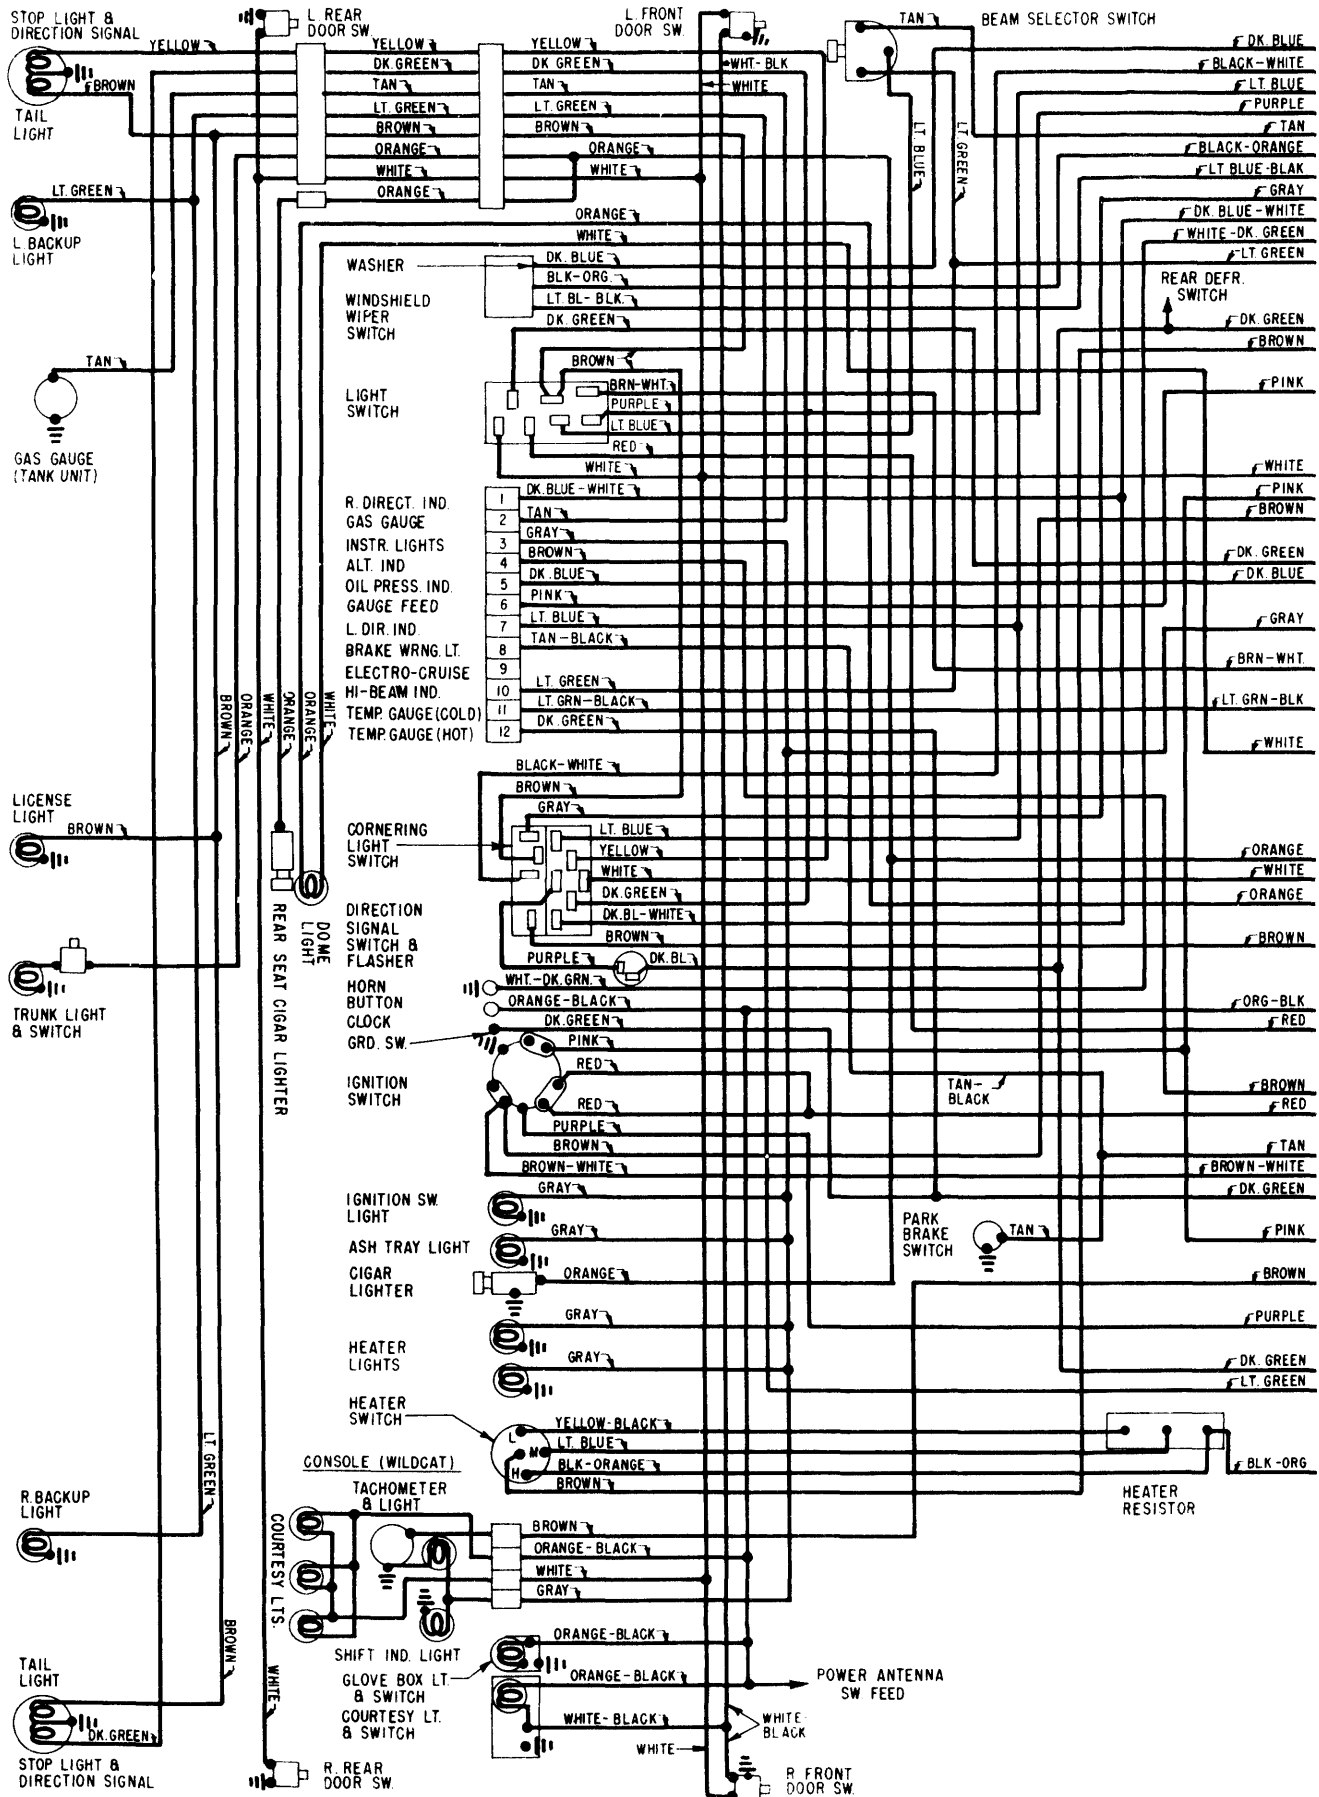 STOP LIGHT &
DIRECTION SIGNAL
L. REAR
DOOR SW.
L. FRONT
DOOR SW.
TAN
BEAM SELECTOR SWITCH
YELLOW
YELLOW
YELLOW
DK. BLUE
DK. GREEN
DK GREEN
WHT-BLK
BLACK-WHITE
BROWN
TAN
TAN
WHITE
LT. BLUE
TAIL
LIGHT
LT. GREEN
LT. GREEN
PURPLE
BROWN
BROWN
TAN
ORANGE
ORANGE
BLACK-ORANGE
WHITE
WHITE
LT BLUE-BLAK
LT. BLUE
LT. GREEN
LT. GREEN
ORANGE
GRAY
ORANGE
DK. BLUE-WHITE
L. BACKUP
LIGHT
WHITE
WHITE-DK. GREEN
WASHER
DK. BLUE
LT. GREEN
BLK-ORG.
REAR DEFR.
SWITCH
WINDSHIELD
WIPER
SWITCH
LT. BL-BLK.
DK. GREEN
DK. GREEN
BROWN
TAN
BROWN
LIGHT
SWITCH
BRN-WHT.
PINK
PURPLE
LT. BLUE
RED
GAS GAUGE
(TANK UNIT)
WHITE
WHITE
R. DIRECT. IND. 1 DK. BLUE-WHITE
PINK
GAS GAUGE 2 TAN
BROWN
INSTR. LIGHTS 3 GRAY
ALT. IND 4 BROWN
DK. GREEN
OIL PRESS. IND. 5 DK. BLUE
DK. BLUE
GAUGE FEED 6 PINK
L. DIR. IND. 7 LT. BLUE
GRAY
BRAKE WRNG. LT. 8 TAN-BLACK
ELECTRO-CRUISE 9
BRN-WHT.
HI-BEAM IND. 10 LT. GREEN
TEMP. GAUGE (COLD) 11 LT. GRN-BLACK
LT. GRN-BLK
TEMP. GAUGE (HOT) 12 DK. GREEN
WHITE
BROWN
ORANGE
WHITE
ORANGE
ORANGE
WHITE
BLACK-WHITE
BROWN
GRAY
LICENSE
LIGHT
BROWN
CORNERING
LIGHT
SWITCH
LT. BLUE
YELLOW
ORANGE
WHITE
WHITE
DK. GREEN
ORANGE
REAR SEAT CIGAR LIGHTER
DOME
LIGHT
DIRECTION
SIGNAL
SWITCH &
FLASHER
DK. BL-WHITE
BROWN
BROWN
PURPLE
DK. BL.
TRUNK LIGHT
& SWITCH
HORN
BUTTON
WHT.-DK. GRN.
ORANGE-BLACK
ORG-BLK
CLOCK
GRD. SW.
DK. GREEN
RED
PINK
IGNITION
SWITCH
RED
TAN-
BLACK
BROWN
RED
RED
PURPLE
BROWN
TAN
BROWN-WHITE
BROWN-WHITE
IGNITION SW.
LIGHT
GRAY
DK. GREEN
PARK
BRAKE
SWITCH
TAN
PINK
ASH TRAY LIGHT
GRAY
CIGAR
LIGHTER
ORANGE
BROWN
GRAY
PURPLE
HEATER
LIGHTS
GRAY
DK. GREEN
LT. GREEN
HEATER
SWITCH
L
M
H
YELLOW-BLACK
LT. BLUE
BLK-ORANGE
BROWN
BLK-ORG
HEATER
RESISTOR
LT. GREEN
CONSOLE (WILDCAT)
TACHOMETER
& LIGHT
R. BACKUP
LIGHT
COURTESY LTS.
BROWN
ORANGE-BLACK
WHITE
GRAY
BROWN
SHIFT IND. LIGHT
ORANGE-BLACK
GLOVE BOX LT.
& SWITCH
ORANGE-BLACK
POWER ANTENNA
SW FEED
TAIL
LIGHT
WHITE
COURTESY LT.
& SWITCH
WHITE-BLACK
WHITE-
BLACK
DK. GREEN
WHITE
STOP LIGHT &
DIRECTION SIGNAL
R. REAR
DOOR SW.
R FRONT
DOOR SW.